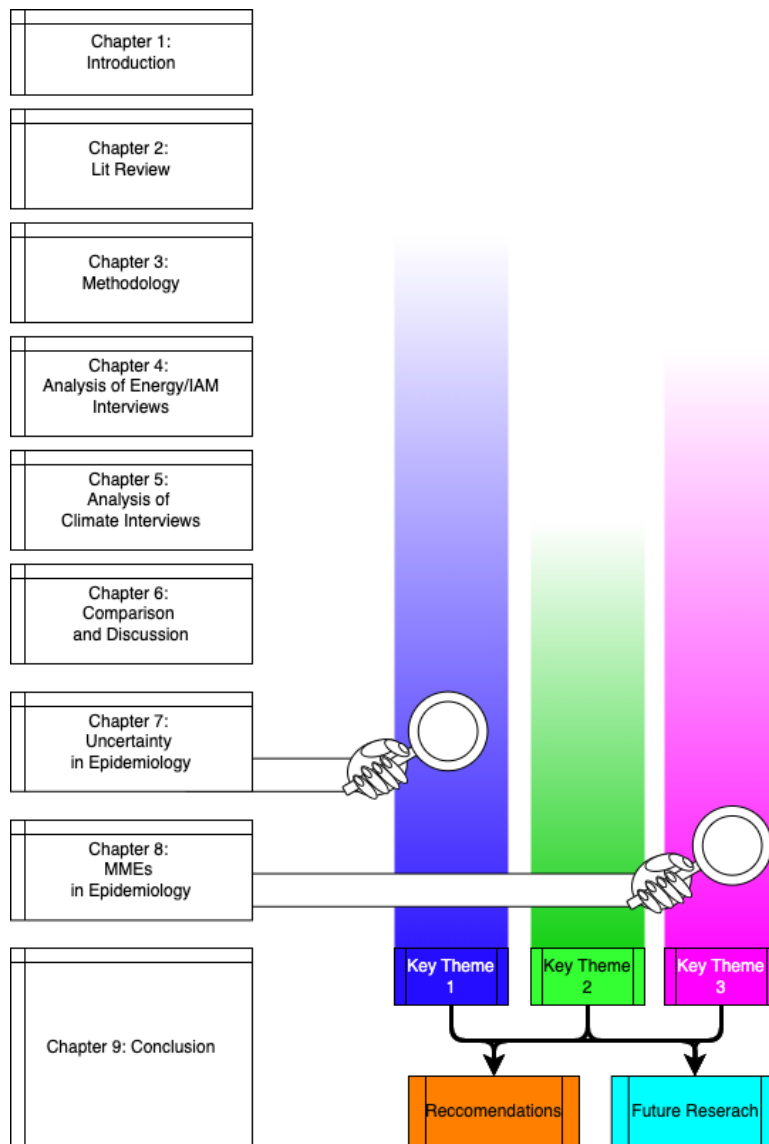 Chapter 1:
Introduction
Chapter 2:
Lit Review
Chapter 3:
Methodology
Chapter 4:
Analysis of Energy/IAM
Interviews
Chapter 5:
Analysis of
Climate Interviews
Chapter 6:
Comparison
and Discussion
Chapter 7:
Uncertainty
in Epidemiology
Chapter 8:
MMEs
in Epidemiology
Chapter 9: Conclusion
Key Theme
1
Key Theme
2
Key Theme
3
Reccomendations
Future Reserach